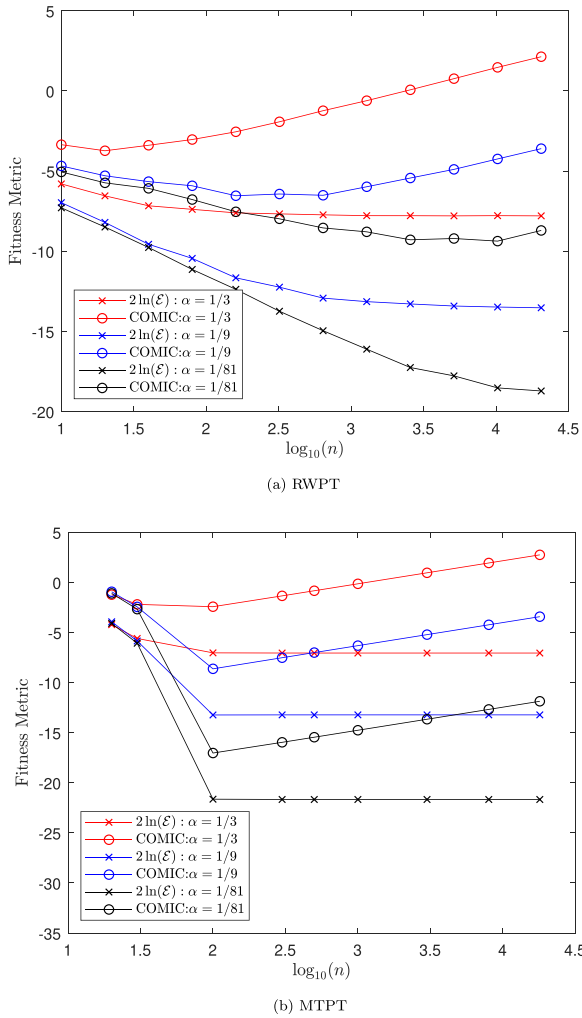 5
0
-5
-10
-15
-20
Fitness Metric
2 ln(ℰ) : α = 1/3
COMIC:α = 1/3
2 ln(ℰ) : α = 1/9
COMIC:α = 1/9
2 ln(ℰ) : α = 1/81
COMIC:α = 1/81
1 1.5 2 2.5 3 3.5 4 4.5
log₁₀(n)
(a) RWPT
5
0
-5
-10
-15
-20
-25
-30
-35
Fitness Metric
2 ln(ℰ) : α = 1/3
COMIC:α = 1/3
2 ln(ℰ) : α = 1/9
COMIC:α = 1/9
2 ln(ℰ) : α = 1/81
COMIC:α = 1/81
1 1.5 2 2.5 3 3.5 4 4.5
log₁₀(n)
(b) MTPT